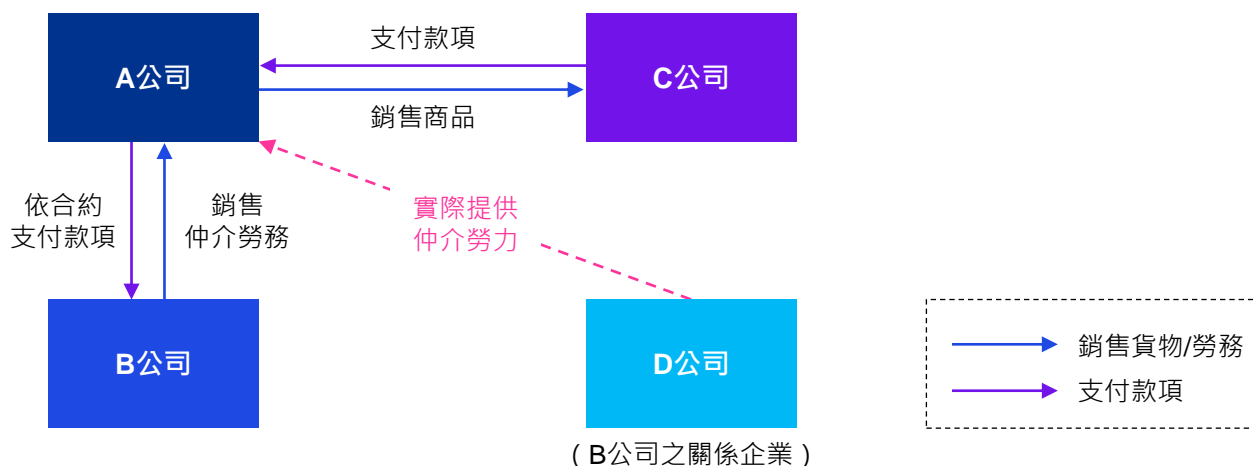 支付款項
A公司
C公司
銷售商品
依合約
支付款項
銷售
仲介勞務
實際提供
仲介勞力
B公司
D公司
銷售貨物/勞務
支付款項
( B公司之關係企業 )